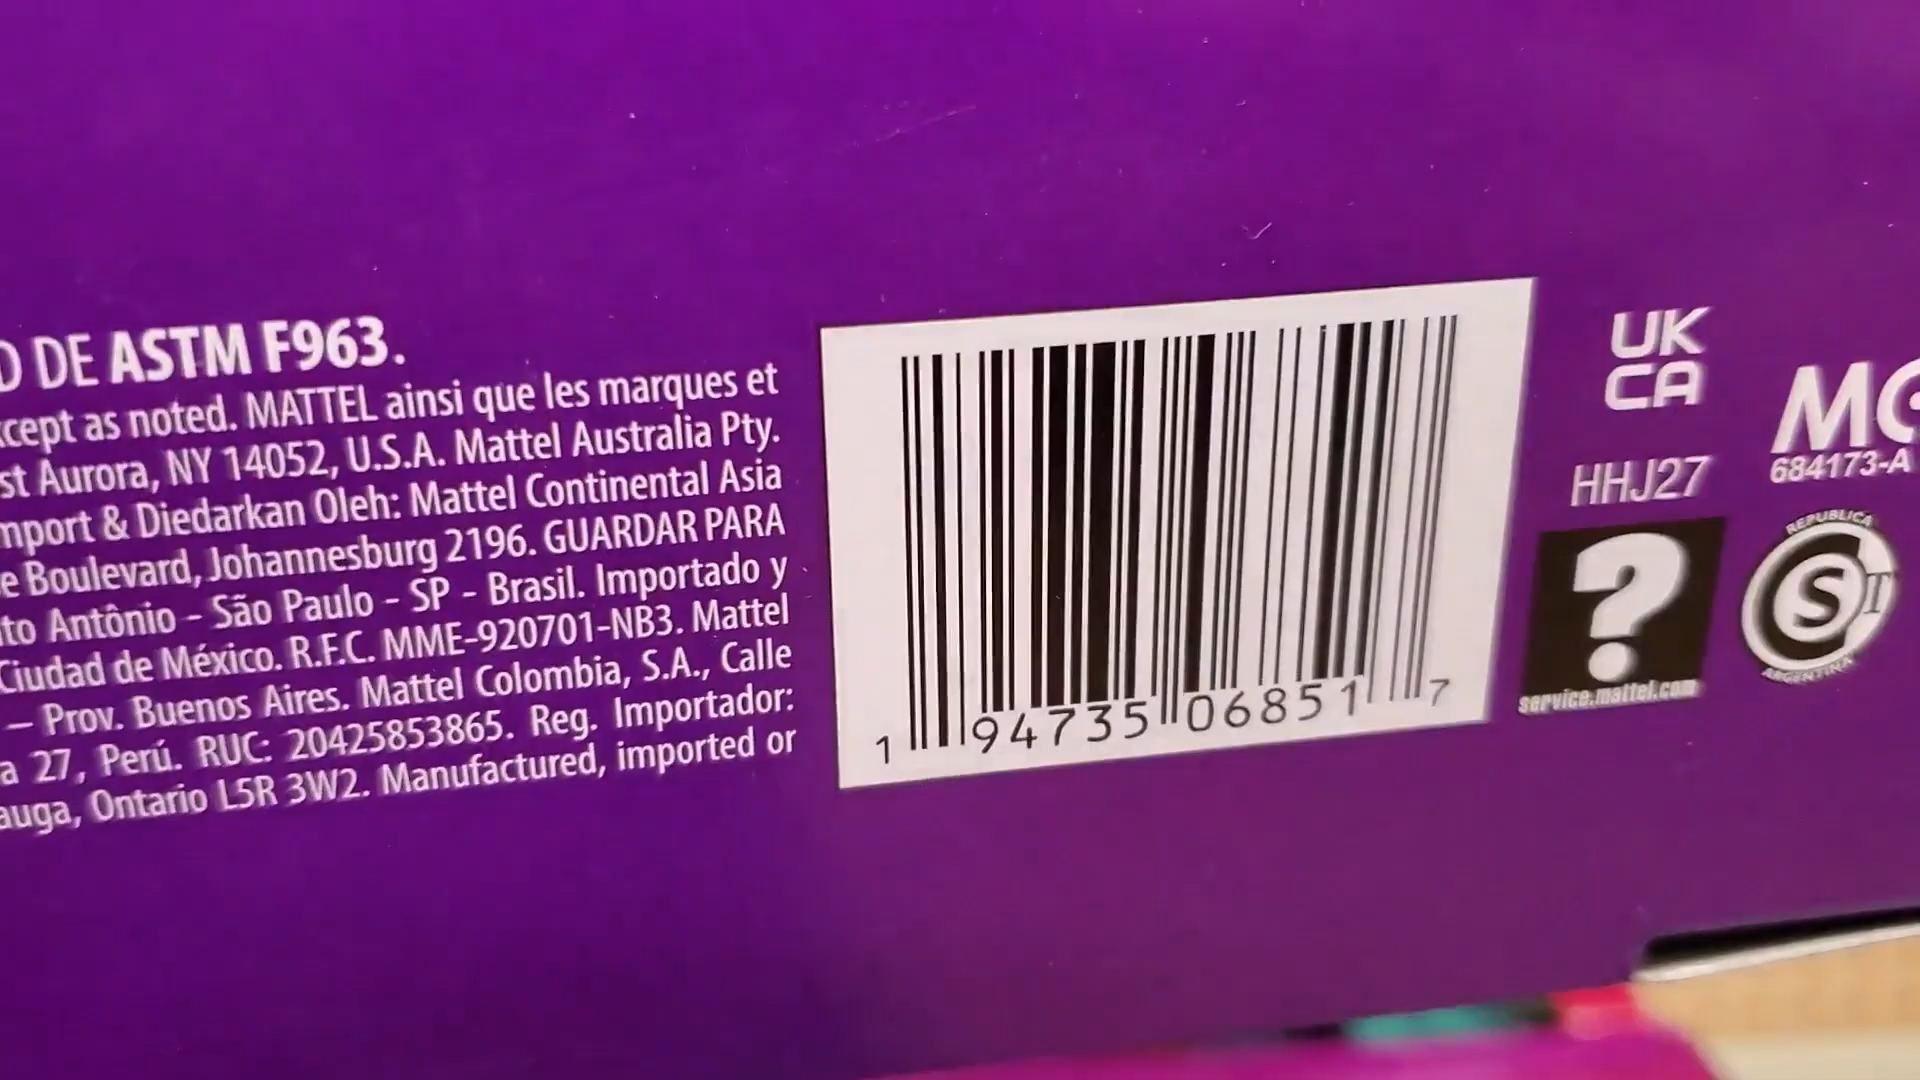 D DE ASTM F963.
xcept as noted. MATTEL ainsi que les marques et
st Aurora, NY 14052, U.S.A. Mattel Australia Pty.
mport & Diedarkan Oleh: Mattel Continental Asia
e Boulevard, Johannesburg 2196. GUARDAR PARA
to Antônio - São Paulo - SP - Brasil. Importado y
Ciudad de México. R.F.C. MME-920701-NB3. Mattel
– Prov. Buenos Aires. Mattel Colombia, S.A., Calle
a 27, Perú. RUC: 20425853865. Reg. Importador:
auga, Ontario L5R 3W2. Manufactured, imported or
1 94735 06851 7
UK
CA
HHJ27
service.mattel.com
MC
684173-A
REPUBLICA
S T
ARGENTINA